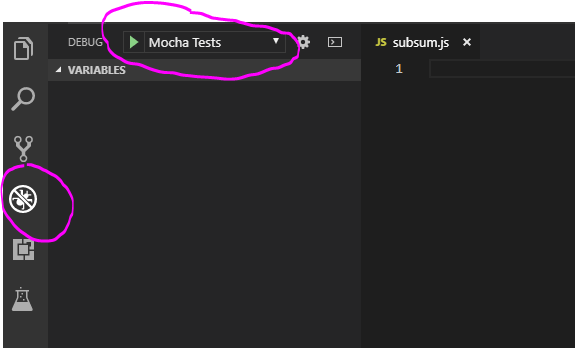 DEBUG Mocha Tests
JS subsum.js
VARIABLES
1